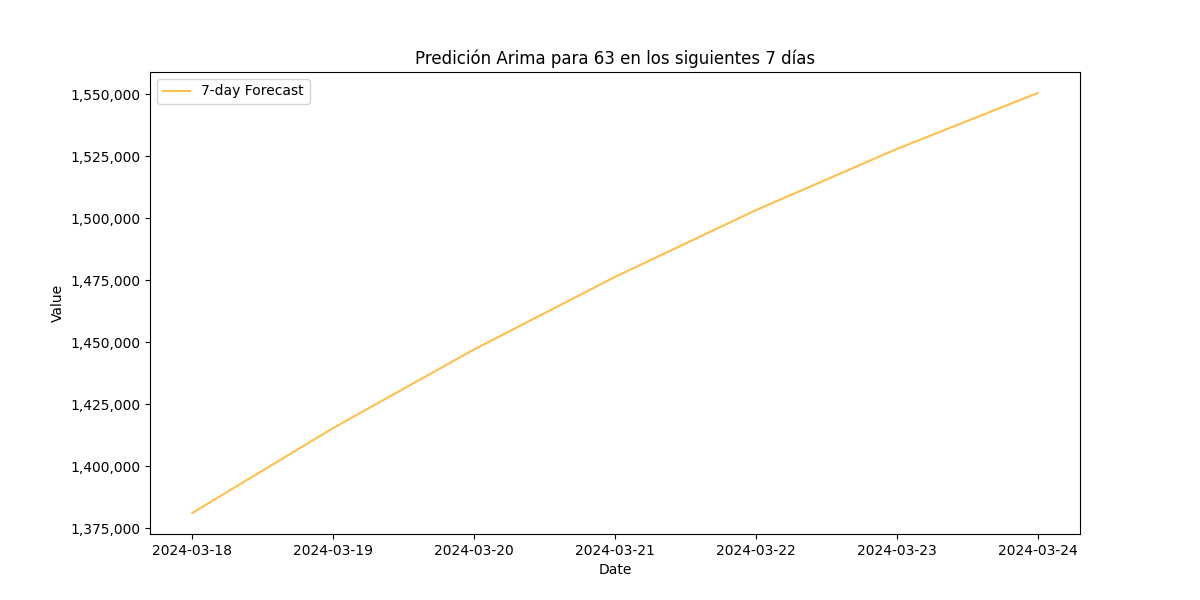 Predición Arima para 63 en los siguientes 7 días
7-day Forecast
1,550,000
1,525,000
1,500,000
1,475,000
1,450,000
1,425,000
1,400,000
1,375,000
Value
2024-03-18 2024-03-19 2024-03-20 2024-03-21 2024-03-22 2024-03-23 2024-03-24
Date